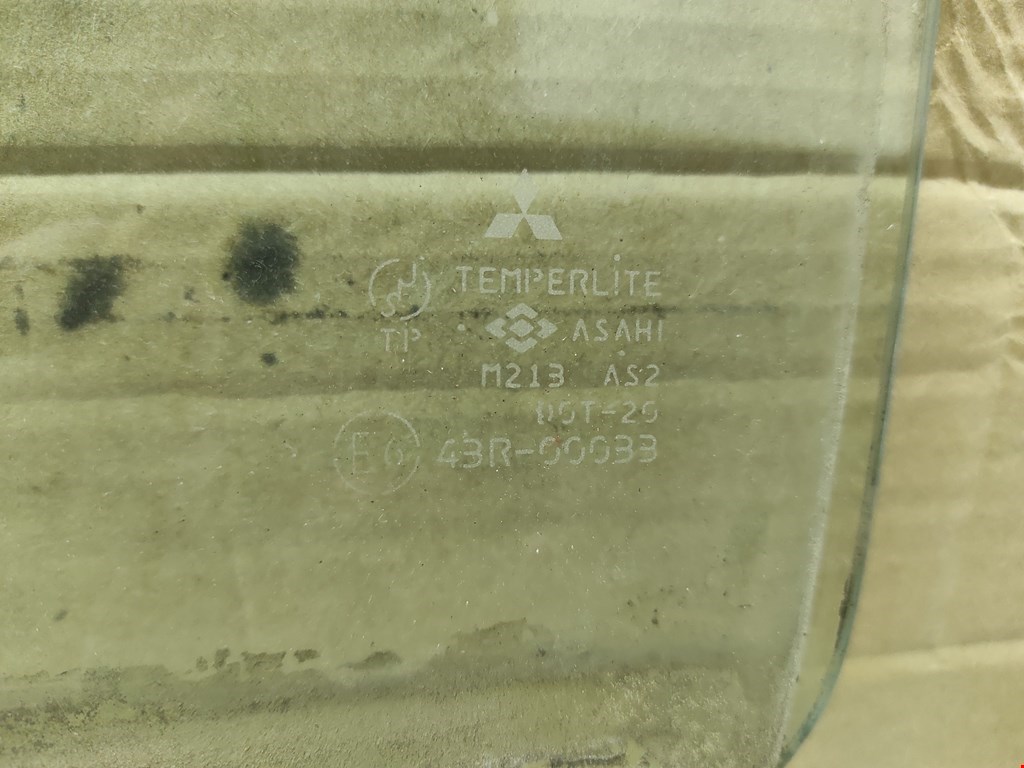 TEMPERLITE
TP ASAHI
M213 AS2
DOT-20
E6 43R-00033